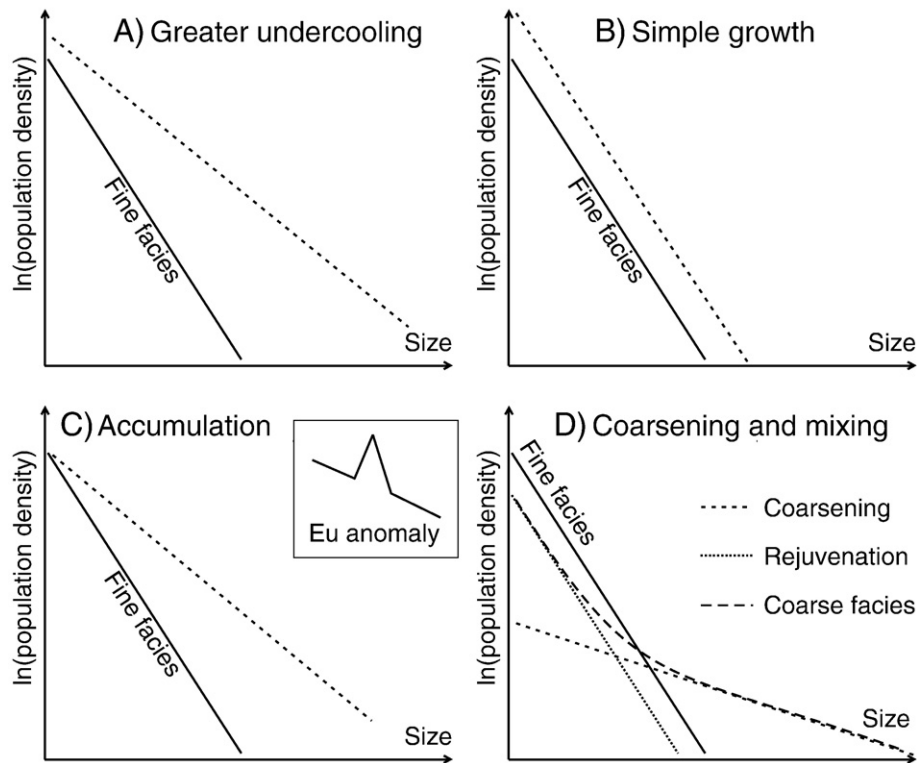 A) Greater undercooling
ln(population density)
Fine facies
Size
B) Simple growth
ln(population density)
Fine facies
Size
C) Accumulation
ln(population density)
Fine facies
Eu anomaly
Size
D) Coarsening and mixing
ln(population density)
Fine facies
Coarsening
Rejuvenation
Coarse facies
Size